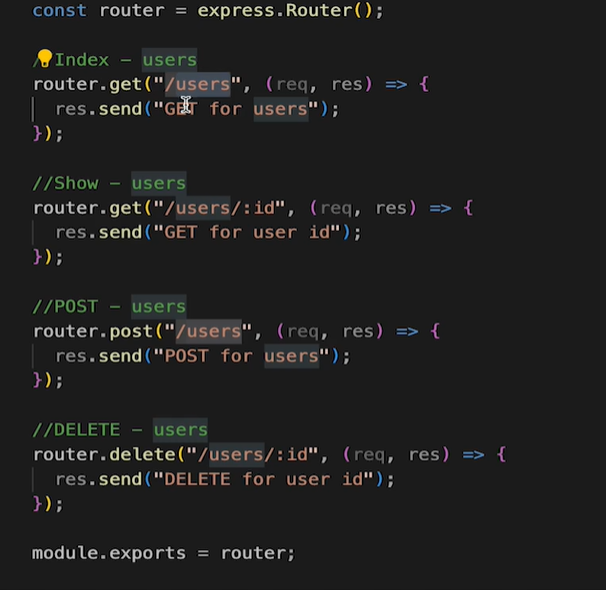 const router = express.Router();
/Index – users
router.get("/users", (req, res) => {
res.send("GET for users");
});
//Show – users
router.get("/users/:id", (req, res) => {
res.send("GET for user id");
});
//POST – users
router.post("/users", (req, res) => {
res.send("POST for users");
});
//DELETE – users
router.delete("/users/:id", (req, res) => {
res.send("DELETE for user id");
});
module.exports = router;